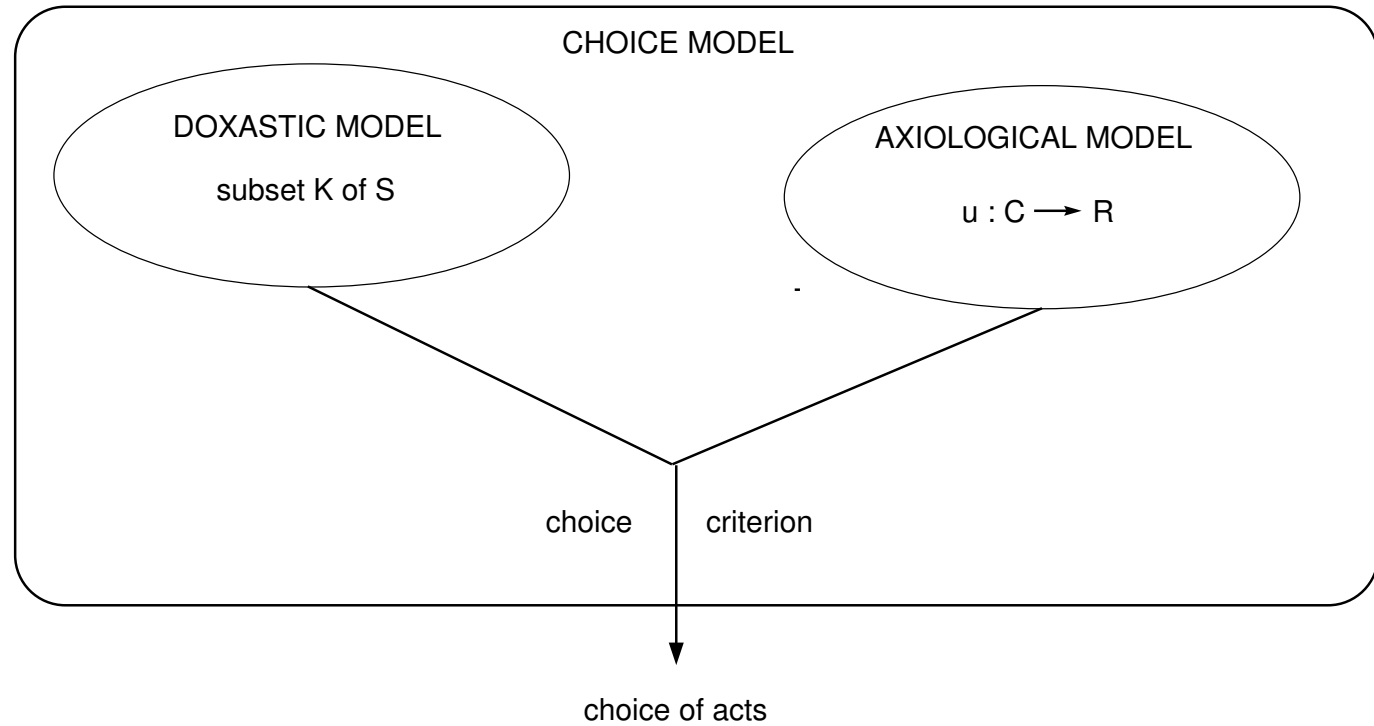 CHOICE MODEL
DOXASTIC MODEL
subset K of S
AXIOLOGICAL MODEL
u : C ⟶ R
-
choice criterion
choice of acts